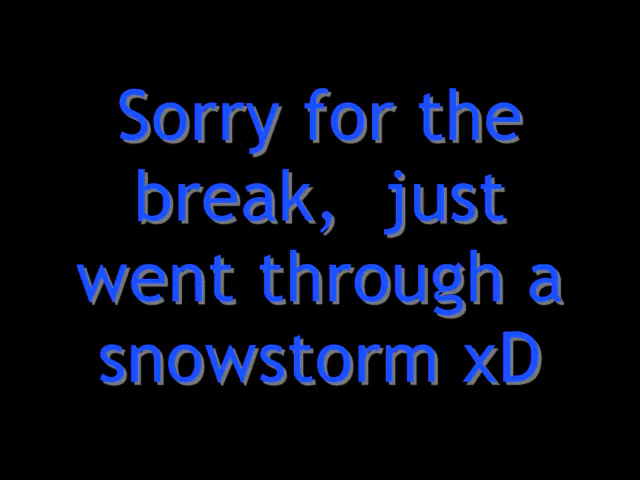 Sorry for the
break,  just
went through a
snowstorm xD